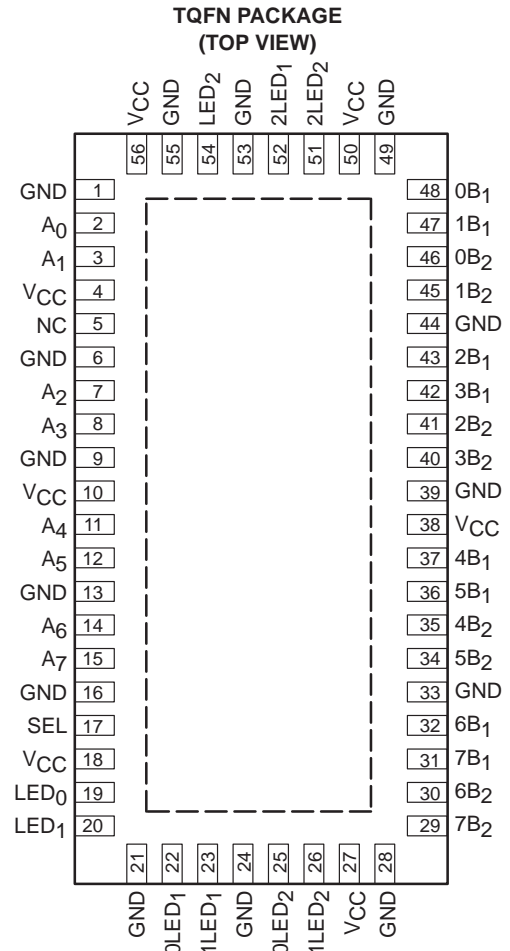 TQFN PACKAGE
(TOP VIEW)
VCC GND LED2 GND 2LED1 2LED2 VCC GND
56 55 54 53 52 51 50 49
GND 1 48 0B1
A0 2 47 1B1
A1 3 46 0B2
VCC 4 45 1B2
NC 5 44 GND
GND 6 43 2B1
A2 7 42 3B1
A3 8 41 2B2
GND 9 40 3B2
VCC 10 39 GND
A4 11 38 VCC
A5 12 37 4B1
GND 13 36 5B1
A6 14 35 4B2
A7 15 34 5B2
GND 16 33 GND
SEL 17 32 6B1
VCC 18 31 7B1
LED0 19 30 6B2
LED1 20 29 7B2
21 22 23 24 25 26 27 28
GND 0LED1 1LED1 GND 0LED2 1LED2 VCC GND